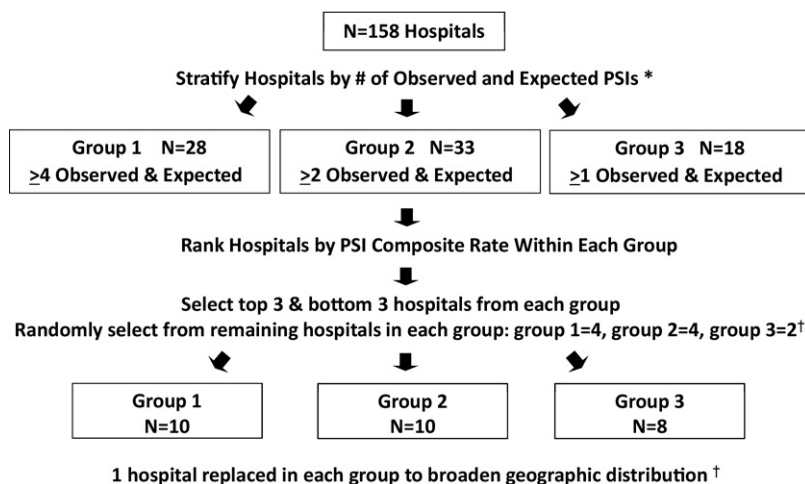 N=158 Hospitals
Stratify Hospitals by # of Observed and Expected PSIs *
Group 1 N=28
≥4 Observed & Expected
Group 2 N=33
≥2 Observed & Expected
Group 3 N=18
≥1 Observed & Expected
Rank Hospitals by PSI Composite Rate Within Each Group
Select top 3 & bottom 3 hospitals from each group
Randomly select from remaining hospitals in each group: group 1=4, group 2=4, group 3=2†
Group 1
N=10
Group 2
N=10
Group 3
N=8
1 hospital replaced in each group to broaden geographic distribution †